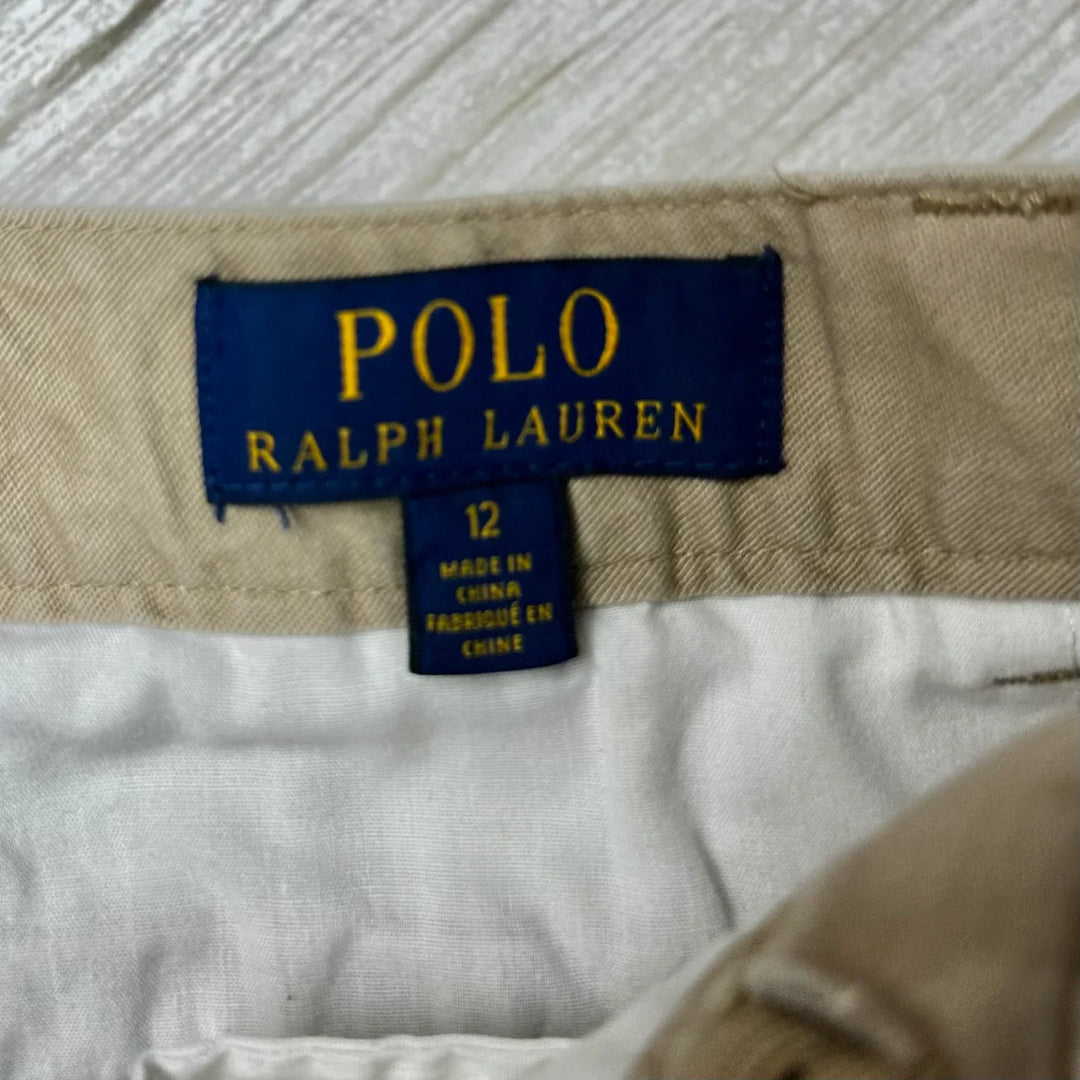 POLO
RALPH LAUREN
12
MADE IN
CHINA
FABRIQUÉ EN
CHINE